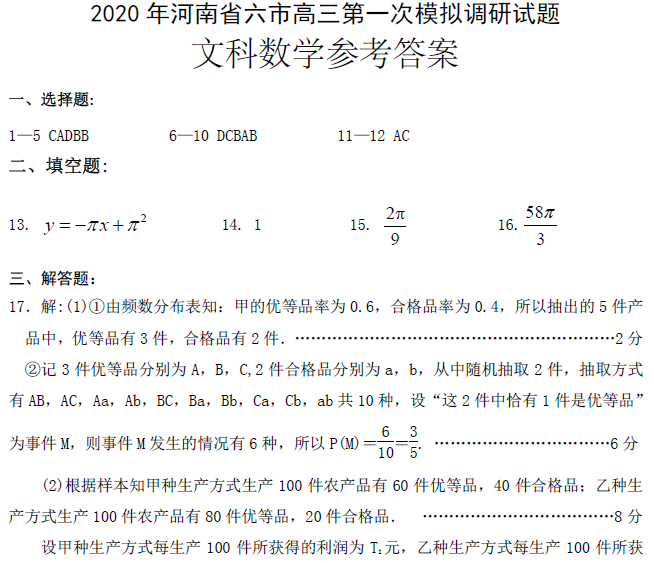 2020 年河南省六市高三第一次模拟调研试题
文科数学参考答案
一、选择题:
1—5 CADBB 6—10 DCBAB 11—12 AC
二、填空题:
13. y=-πx+π² 14. 1 15. 2π/9 16. 58π/3
三、解答题:
17. 解:(1)①由频数分布表知：甲的优等品率为0.6，合格品率为0.4，所以抽出的5件产
品中，优等品有3件，合格品有2件．…………………………………………………………2分
②记3件优等品分别为A，B，C,2件合格品分别为a，b，从中随机抽取2件，抽取方式
有AB，AC，Aa，Ab，BC，Ba，Bb，Ca，Cb，ab共10种，设“这2件中恰有1件是优等品”
为事件M，则事件M发生的情况有6种，所以P(M)=6/10=3/5. ……………………………6分
(2)根据样本知甲种生产方式生产100件农产品有60件优等品，40件合格品；乙种生
产方式生产100件农产品有80件优等品，20件合格品． ………………………………8分
设甲种生产方式每生产100件所获得的利润为T₁元，乙种生产方式每生产100件所获